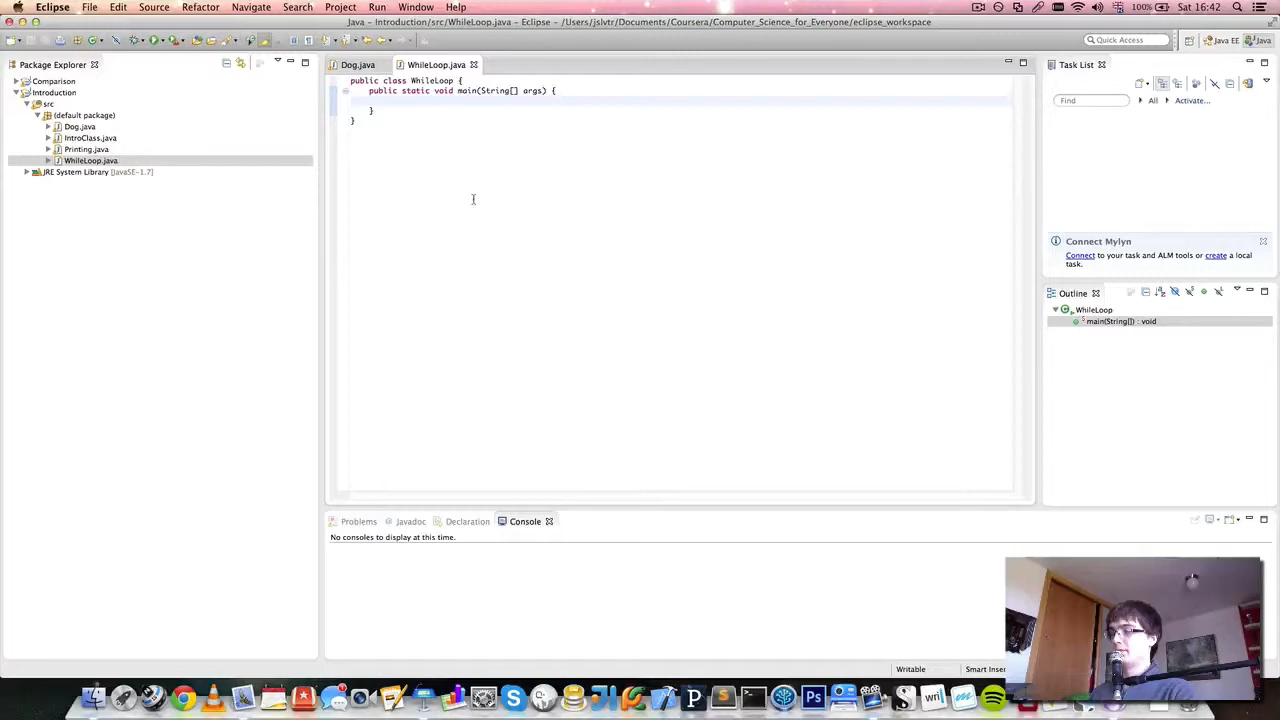 Eclipse File Edit Source Refactor Navigate Search Project Run Window Help 100% Sat 16:42
Java - Introduction/src/WhileLoop.java - Eclipse - /Users/jslvtr/Documents/Coursera/Computer_Science_for_Everyone/eclipse_workspace
Quick Access Java EE Java
Package Explorer
Comparison
Introduction
src
(default package)
Dog.java
IntroClass.java
Printing.java
WhileLoop.java
JRE System Library [JavaSE-1.7]
Dog.java WhileLoop.java
public class WhileLoop {
public static void main(String[] args) {
}
}
Task List
Find All Activate...
Connect Mylyn
Connect to your task and ALM tools or create a local
task.
Outline
WhileLoop
main(String[]) : void
Problems Javadoc Declaration Console
No consoles to display at this time.
Writable Smart Inser